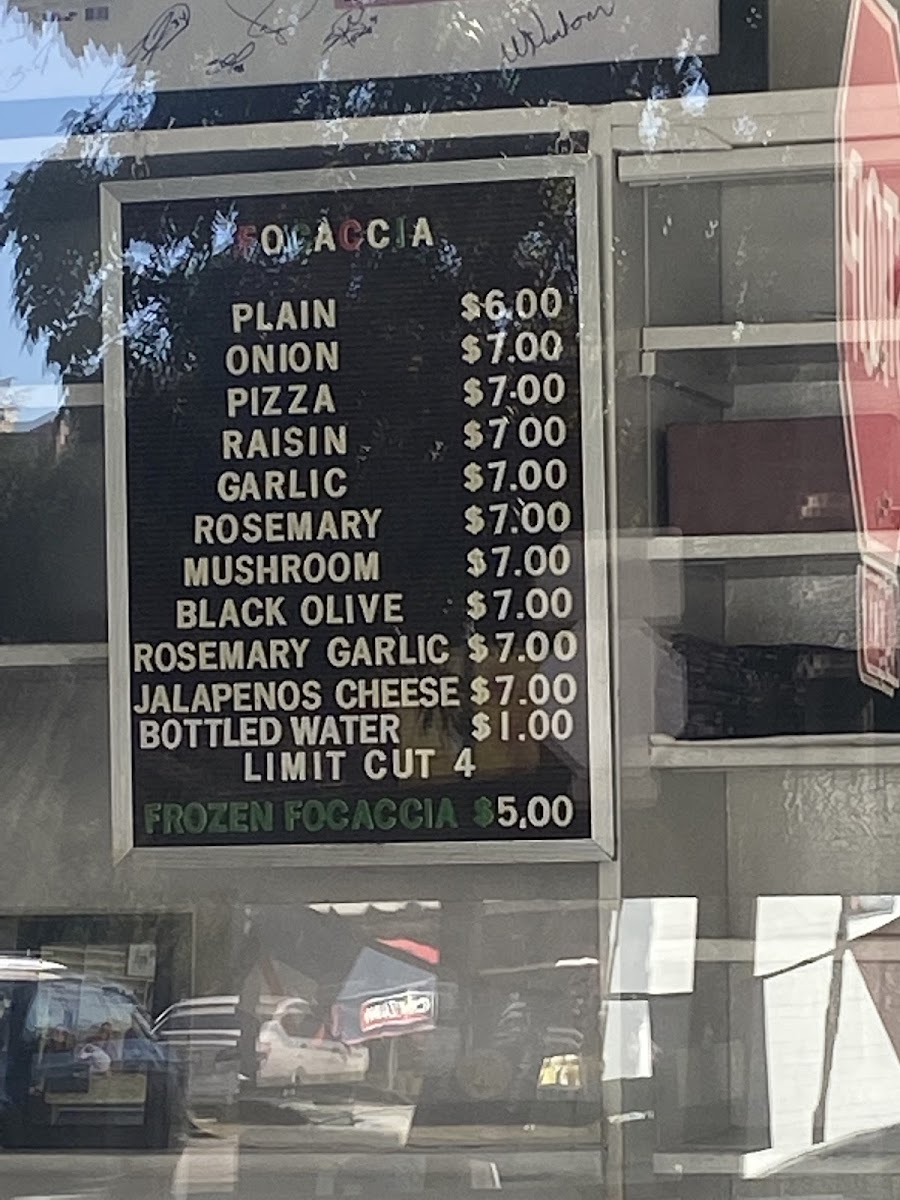 FOCACCIA
PLAIN $6.00
ONION $7.00
PIZZA $7.00
RAISIN $7.00
GARLIC $7.00
ROSEMARY $7.00
MUSHROOM $7.00
BLACK OLIVE $7.00
ROSEMARY GARLIC $7.00
JALAPENOS CHEESE $7.00
BOTTLED WATER $1.00
LIMIT CUT 4
FROZEN FOCACCIA $5.00